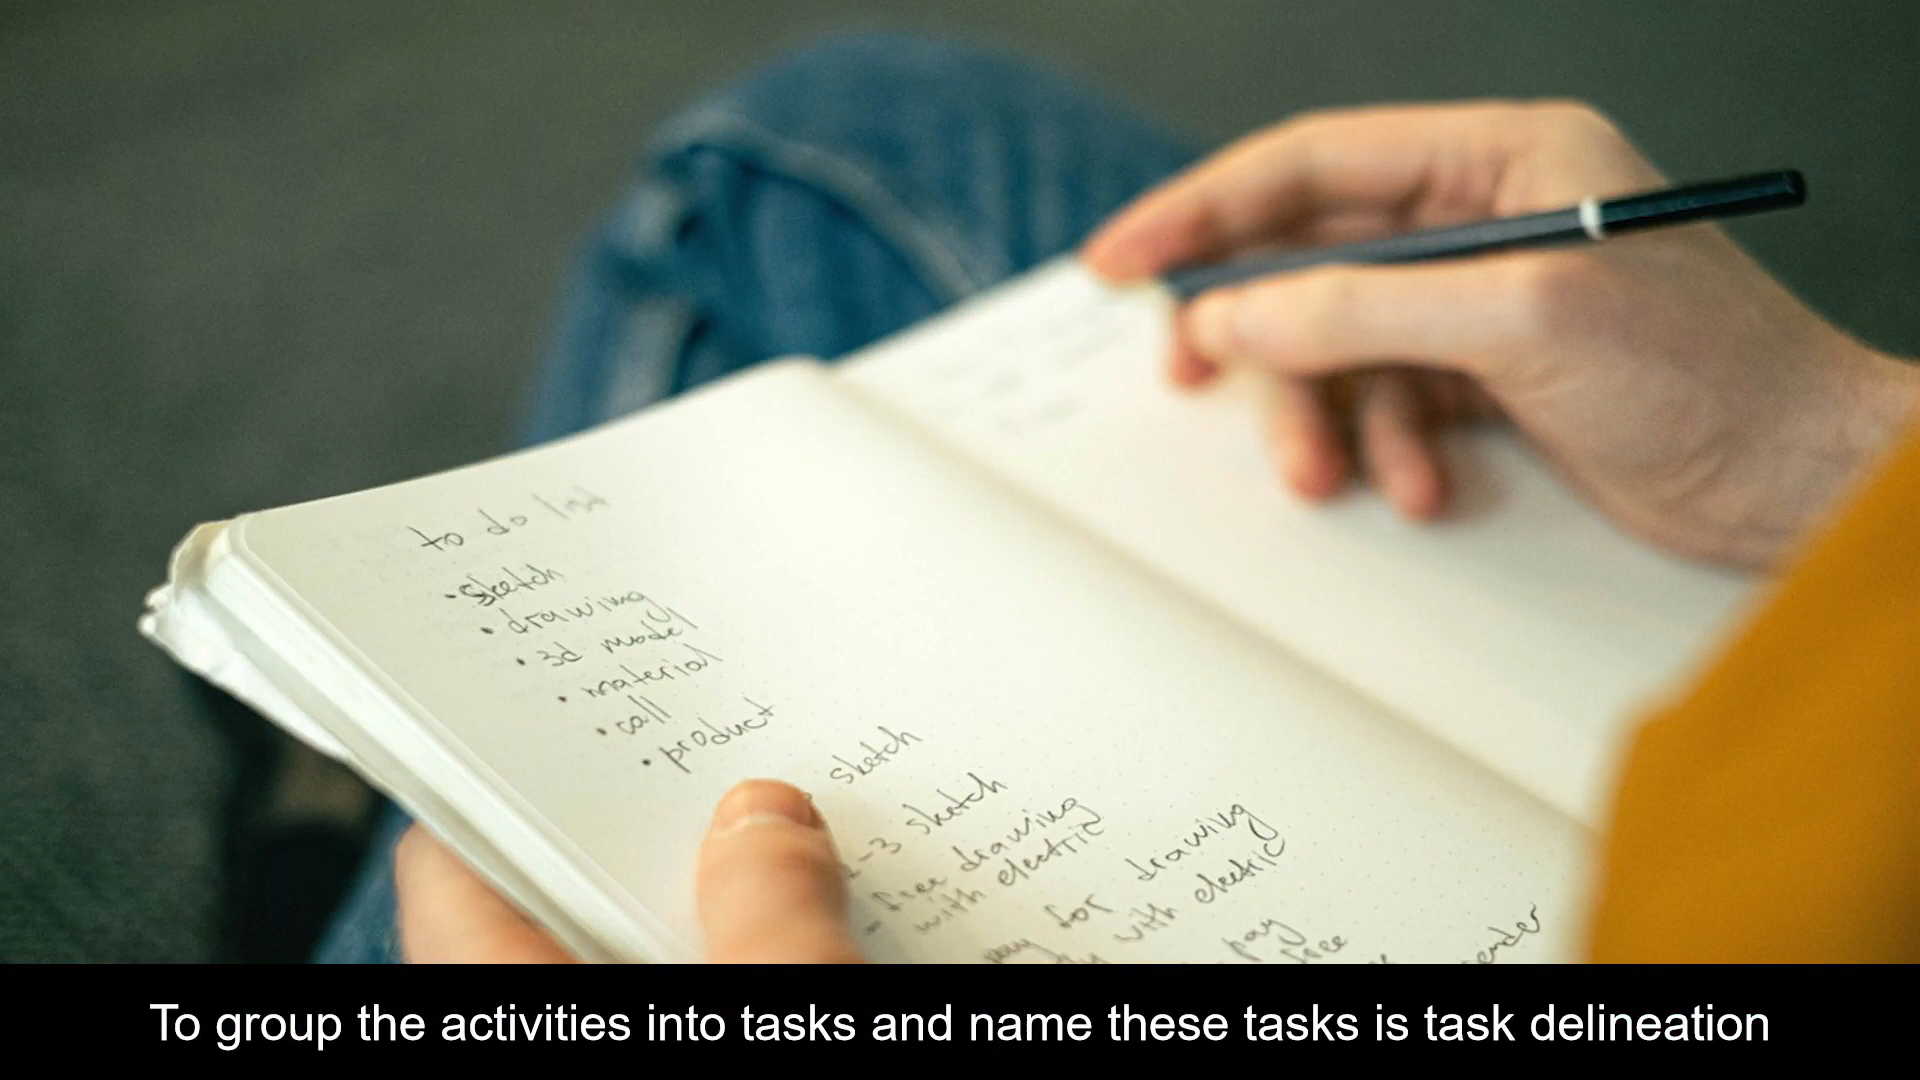 to do list
• sketch
• drawing
• 3d model
• material
• call
• product
sketch
2-3 sketch
- free drawing
with electric
for drawing
with electric
pay
free
To group the activities into tasks and name these tasks is task delineation